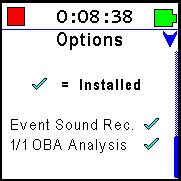 0:08:38
Options
✓ = Installed
Event Sound Rec. ✓
1/1 OBA Analysis ✓